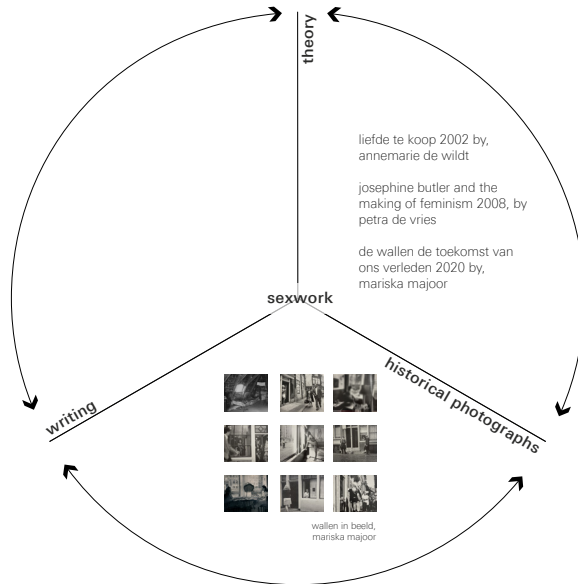 theory
liefde te koop 2002 by,
annemarie de wildt
josephine butler and the
making of feminism 2008, by
petra de vries
de wallen de toekomst van
ons verleden 2020 by,
mariska majoor
sexwork
historical photographs
writing
wallen in beeld,
mariska majoor